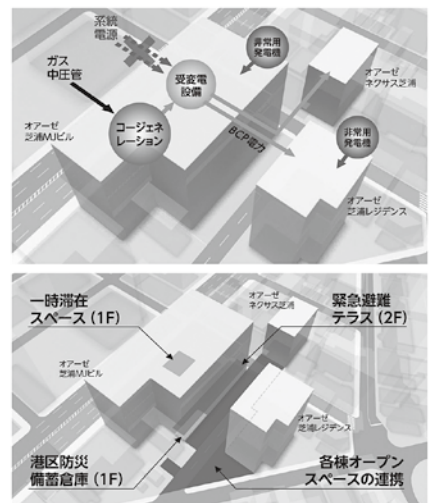 系統
電源
非常用
発電機
ガス
中圧管
受変電
設備
オアーゼ
ネクサス芝浦
オアーゼ
芝浦MJビル
コージェネ
レーション
BCP電力
非常用
発電機
オアーゼ
芝浦レジデンス
一時滞在
スペース（1F）
オアーゼ
ネクサス芝浦
緊急避難
テラス（2F）
オアーゼ
芝浦MJビル
オアーゼ
芝浦レジデンス
港区防災
備蓄倉庫（1F）
各棟オープン
スペースの連携